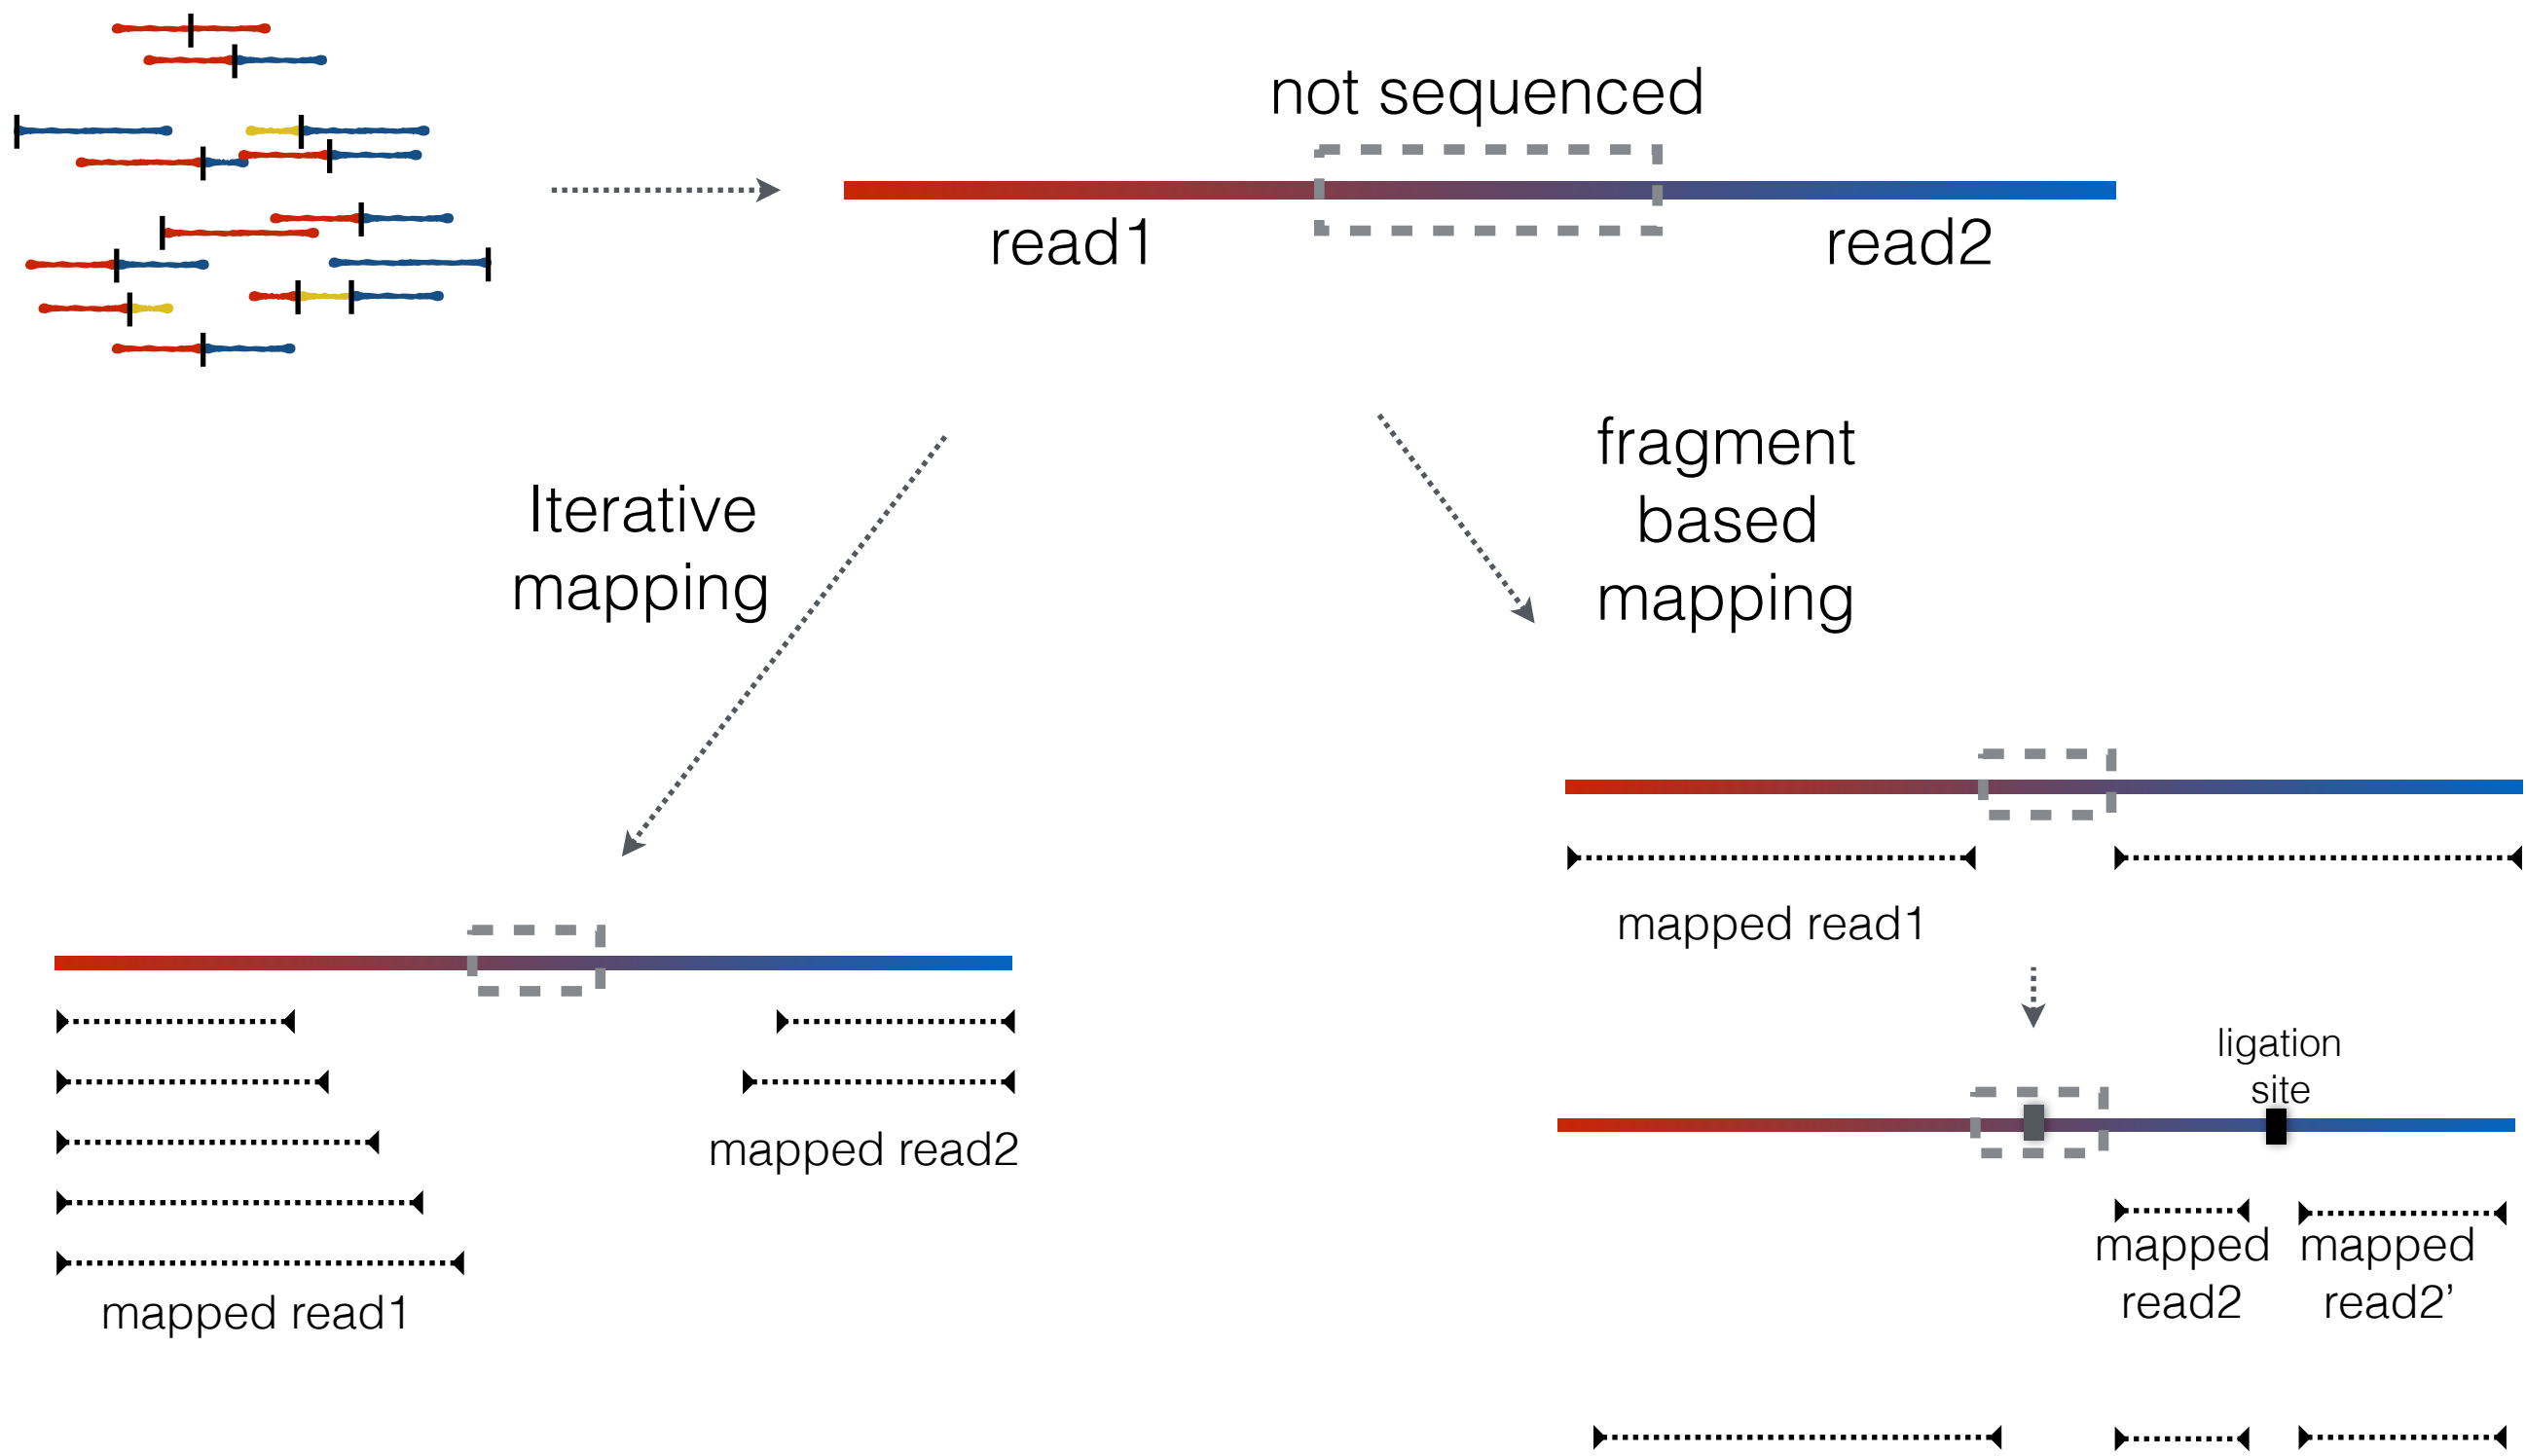 not sequenced
read1
read2
Iterative
mapping
fragment
based
mapping
mapped read1
ligation
site
mapped read2
mapped
read2
mapped
read2’
mapped read1